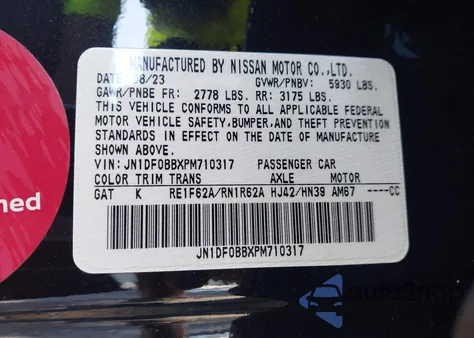 MANUFACTURED BY NISSAN MOTOR CO.,LTD.
DATE: 08/23 GVWR/PNBV: 5930 LBS.
GAWR/PNBE FR: 2778 LBS. RR: 3175 LBS.
THIS VEHICLE CONFORMS TO ALL APPLICABLE FEDERAL
MOTOR VEHICLE SAFETY,BUMPER,AND THEFT PREVENTION
STANDARDS IN EFFECT ON THE DATE OF MANUFACTURE
SHOWN ABOVE.
VIN: JN1DF0BBXPM710317 PASSENGER CAR
COLOR TRIM TRANS AXLE MOTOR
GAT K RE1F62A/RN1R62A HJ42/HN39 AM67 ----CC
JN1DF0BBXPM710317
ned
autosnap